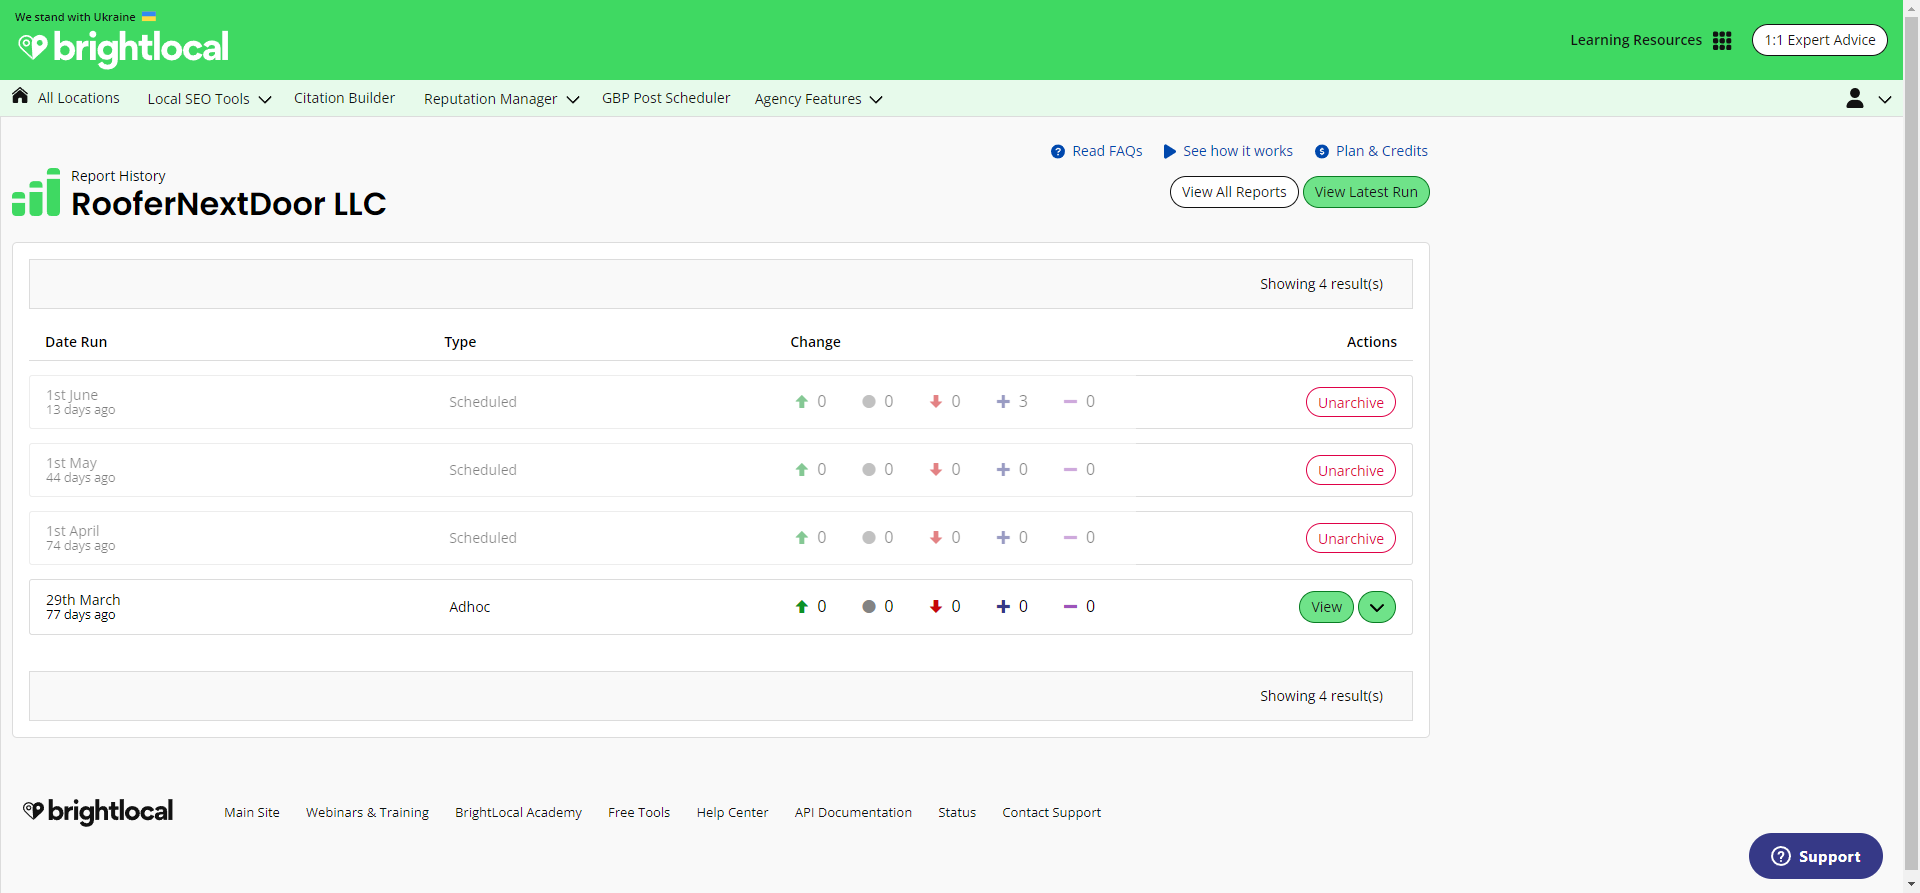 We stand with Ukraine
brightlocal
Learning Resources
1:1 Expert Advice
All Locations
Local SEO Tools
Citation Builder
Reputation Manager
GBP Post Scheduler
Agency Features
Read FAQs
See how it works
Plan & Credits
Report History
RooferNextDoor LLC
View All Reports
View Latest Run
Showing 4 result(s)
Date Run Type Change Actions
1st June
13 days ago
Scheduled 0 0 0 3 0 Unarchive
1st May
44 days ago
Scheduled 0 0 0 0 0 Unarchive
1st April
74 days ago
Scheduled 0 0 0 0 0 Unarchive
29th March
77 days ago
Adhoc 0 0 0 0 0 View
Showing 4 result(s)
brightlocal
Main Site
Webinars & Training
BrightLocal Academy
Free Tools
Help Center
API Documentation
Status
Contact Support
Support